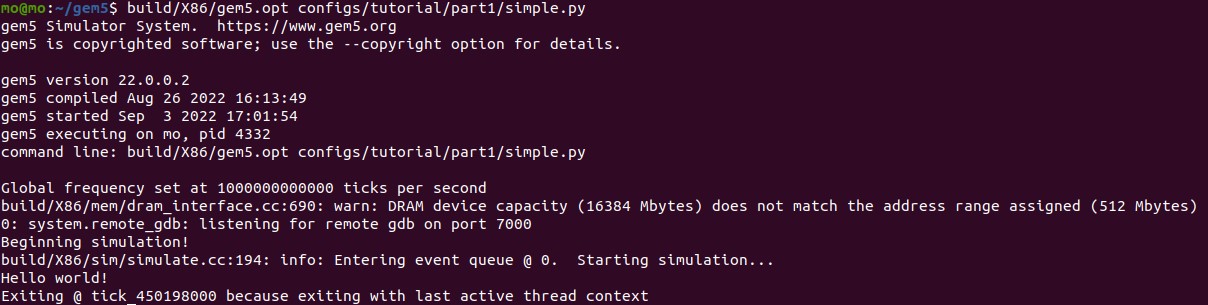 mo@mo:~/gem5$ build/X86/gem5.opt configs/tutorial/part1/simple.py
gem5 Simulator System.  https://www.gem5.org
gem5 is copyrighted software; use the --copyright option for details.
gem5 version 22.0.0.2
gem5 compiled Aug 26 2022 16:13:49
gem5 started Sep  3 2022 17:01:54
gem5 executing on mo, pid 4332
command line: build/X86/gem5.opt configs/tutorial/part1/simple.py
Global frequency set at 1000000000000 ticks per second
build/X86/mem/dram_interface.cc:690: warn: DRAM device capacity (16384 Mbytes) does not match the address range assigned (512 Mbytes)
0: system.remote_gdb: listening for remote gdb on port 7000
Beginning simulation!
build/X86/sim/simulate.cc:194: info: Entering event queue @ 0.  Starting simulation...
Hello world!
Exiting @ tick 450198000 because exiting with last active thread context